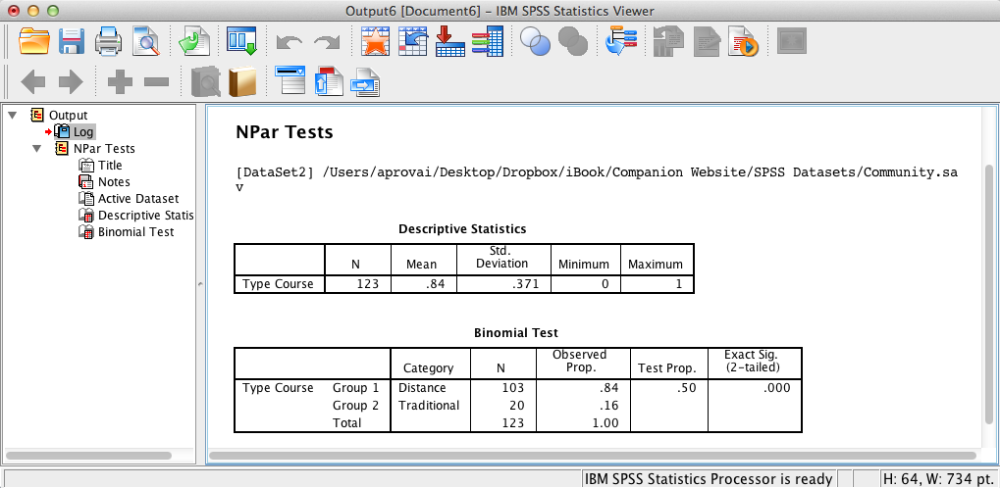 Output6 [Document6] – IBM SPSS Statistics Viewer
Output
Log
NPar Tests
Title
Notes
Active Dataset
Descriptive Statis
Binomial Test
NPar Tests
[DataSet2] /Users/aprovai/Desktop/Dropbox/iBook/Companion Website/SPSS Datasets/Community.sa
v
Descriptive Statistics
N Mean Std. Deviation Minimum Maximum
Type Course 123 .84 .371 0 1
Binomial Test
Category N Observed Prop. Test Prop. Exact Sig. (2-tailed)
Type Course Group 1 Distance 103 .84 .50 .000
Group 2 Traditional 20 .16
Total 123 1.00
IBM SPSS Statistics Processor is ready H: 64, W: 734 pt.